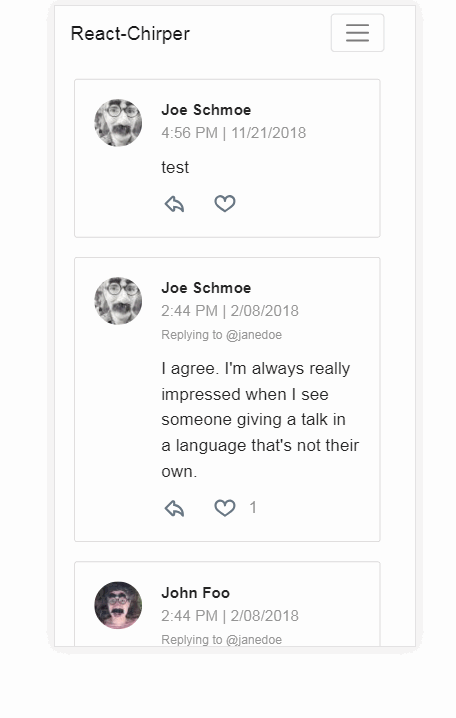 React-Chirper
Joe Schmoe
4:56 PM | 11/21/2018
test
Joe Schmoe
2:44 PM | 2/08/2018
Replying to @janedoe
I agree. I'm always really
impressed when I see
someone giving a talk in
a language that's not their
own.
1
John Foo
2:44 PM | 2/08/2018
Replying to @janedoe